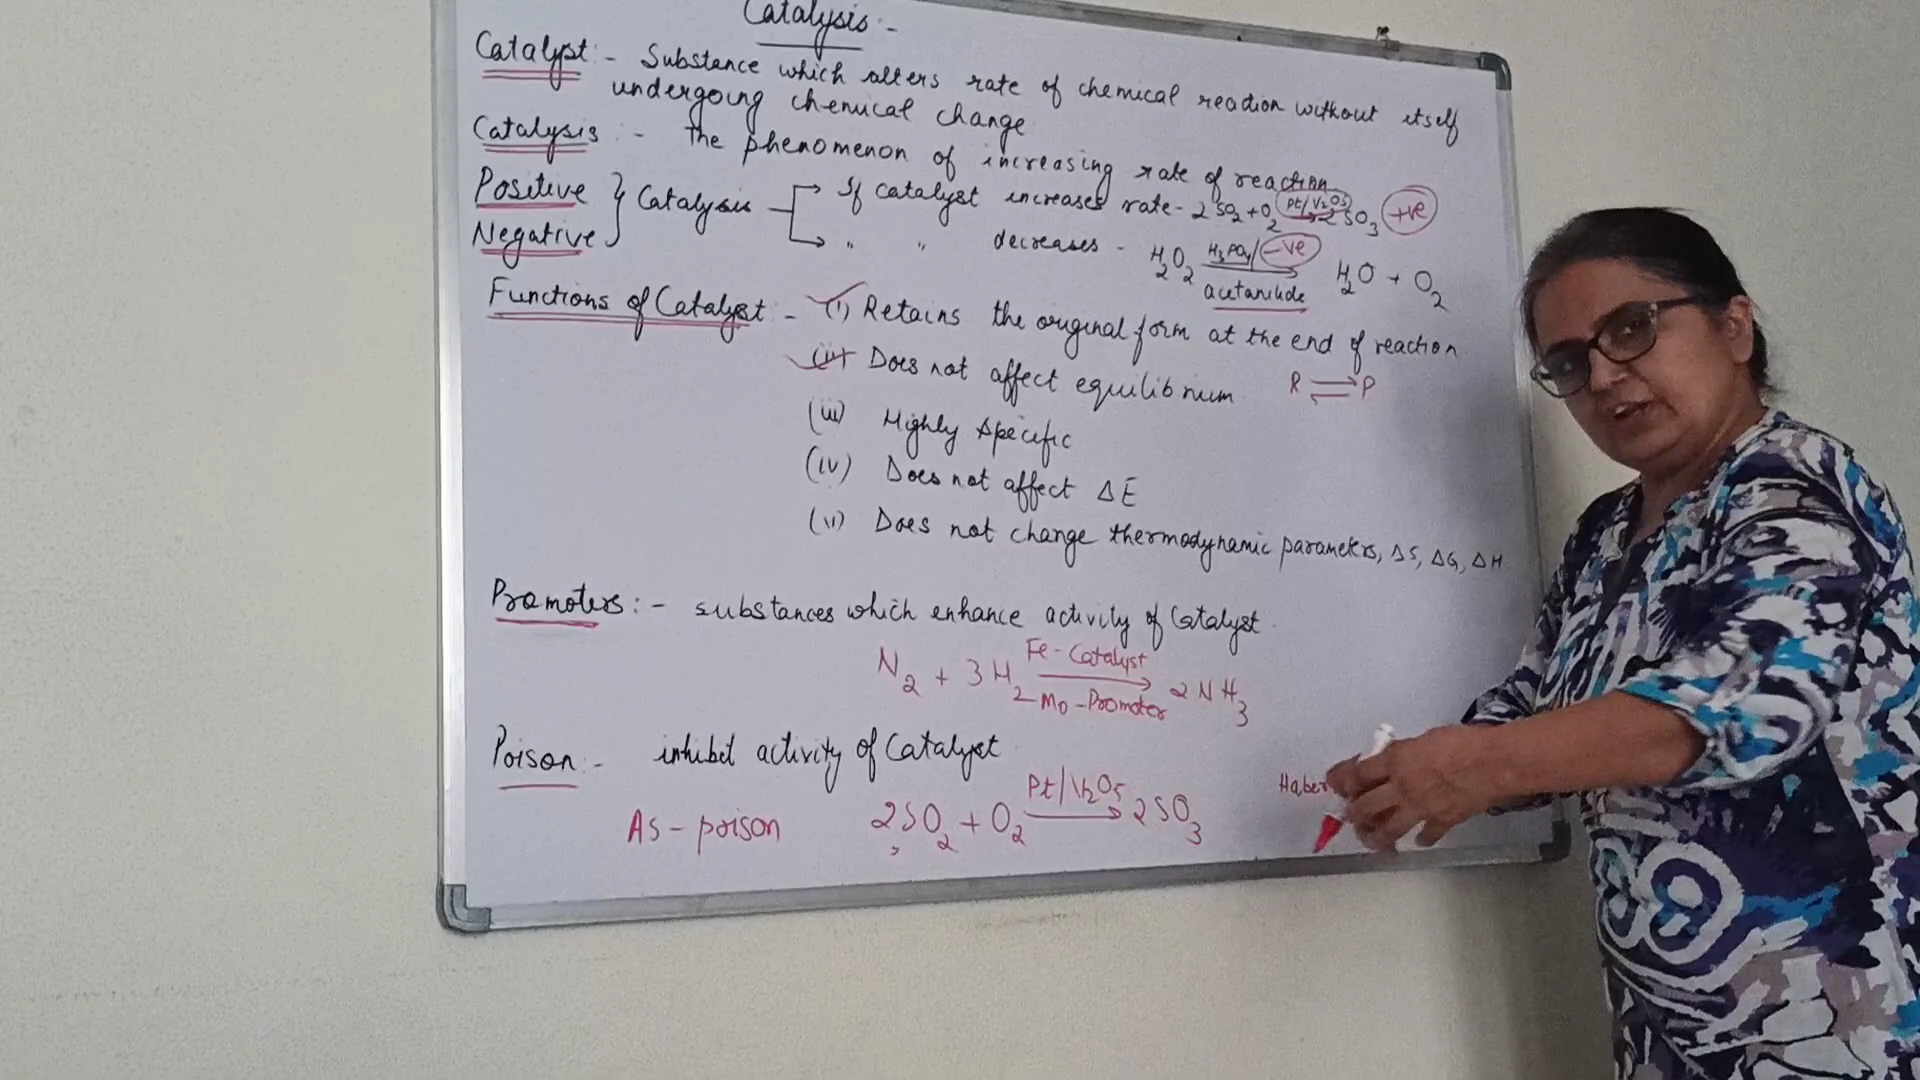 Catalysis :-
Catalyst :- Substance which alters rate of chemical reaction without itself
undergoing chemical change
Catalysis :- the phenomenon of increasing rate of reaction
Positive } Catalysis → If catalyst increases rate - 2SO2 + O2 Pt/V2O5 → 2SO3 +ve
Negative → " " decreases - H2O2 H3PO4/ -ve → acetanilide H2O + O2
Functions of Catalyst :- (i) Retains the original form at the end of reaction
(ii) Does not affect equilibrium R ⇌ P
(iii) Highly specific
(iv) Does not affect ΔE
(v) Does not change thermodynamic parameters, ΔS, ΔG, ΔH
Promoters :- substances which enhance activity of Catalyst.
N2 + 3H2 Fe-Catalyst → Mo-Promoter 2NH3
Poison :- inhibit activity of Catalyst
As - poison 2SO2 + O2 Pt/V2O5 → 2SO3
Haber